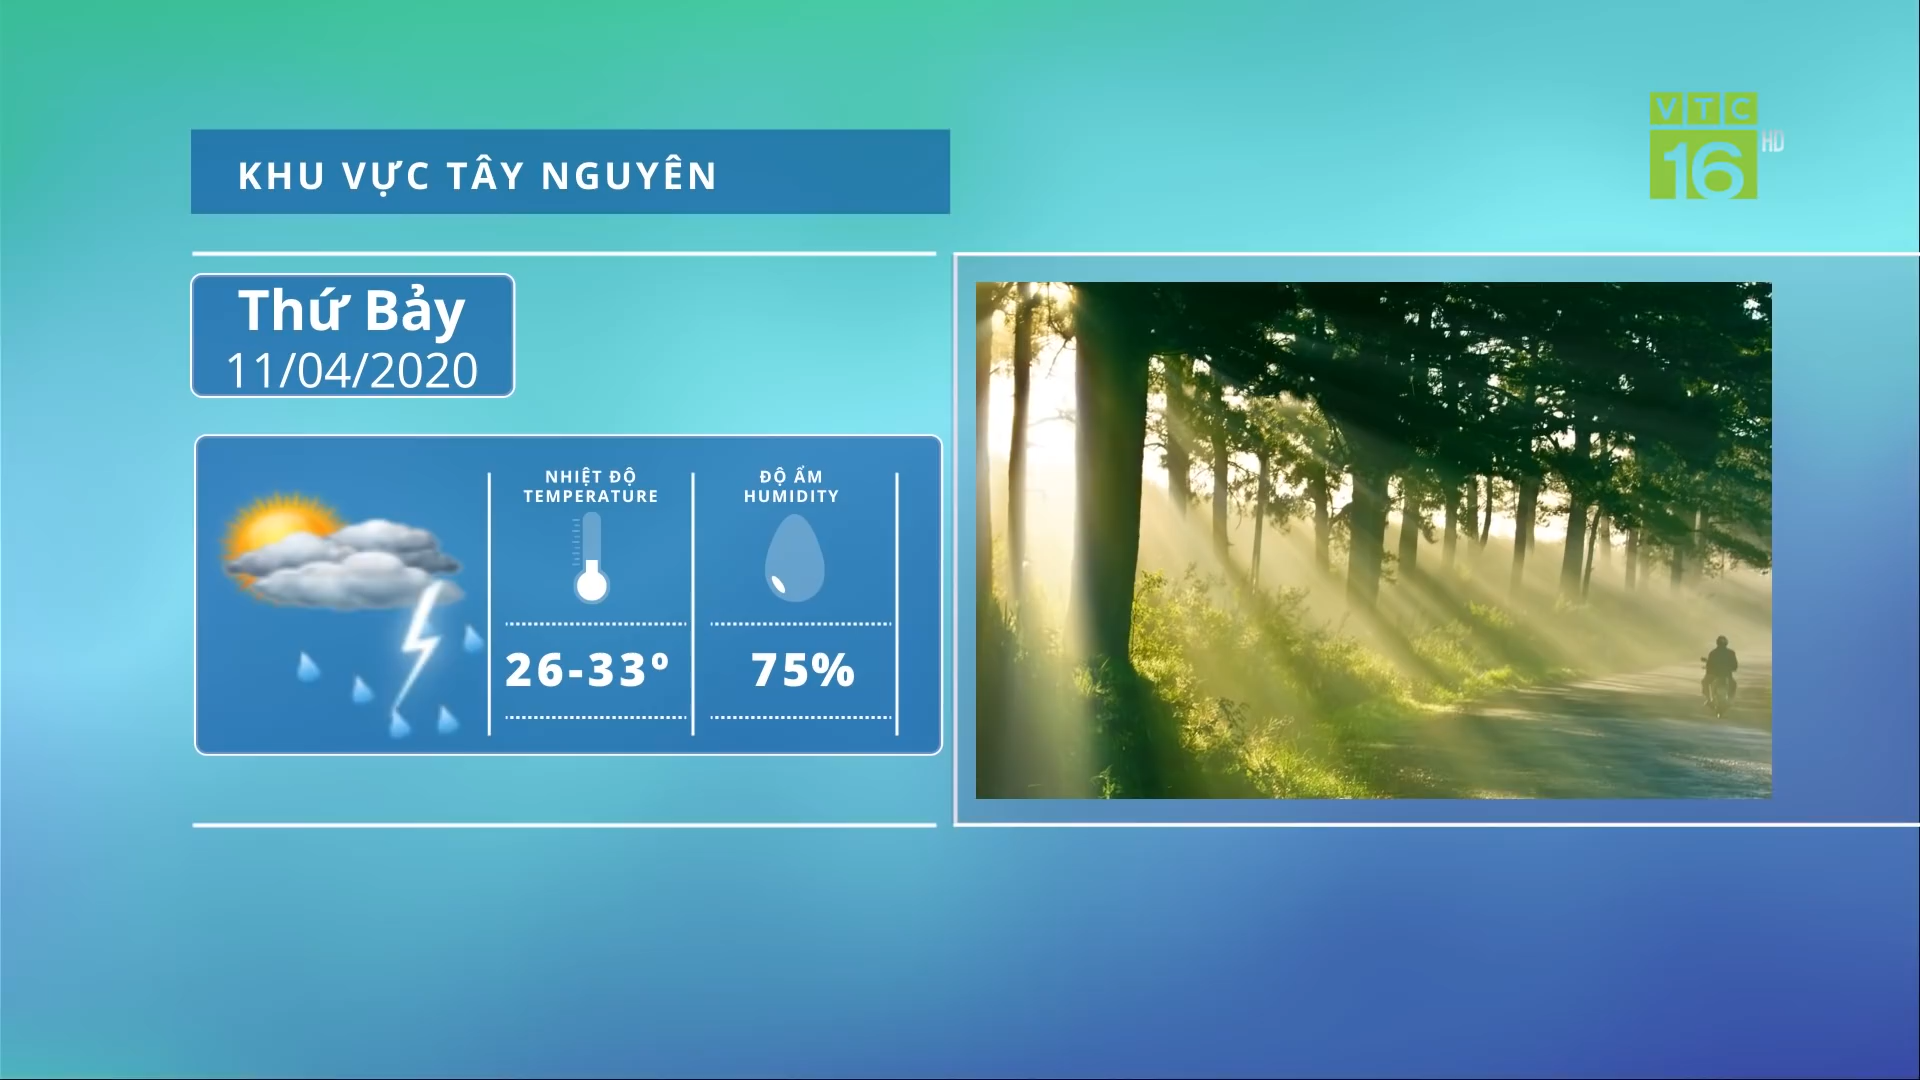 VTC
16
HD
KHU VỰC TÂY NGUYÊN
Thứ Bảy
11/04/2020
NHIỆT ĐỘ
TEMPERATURE
26-33º
ĐỘ ẨM
HUMIDITY
75%